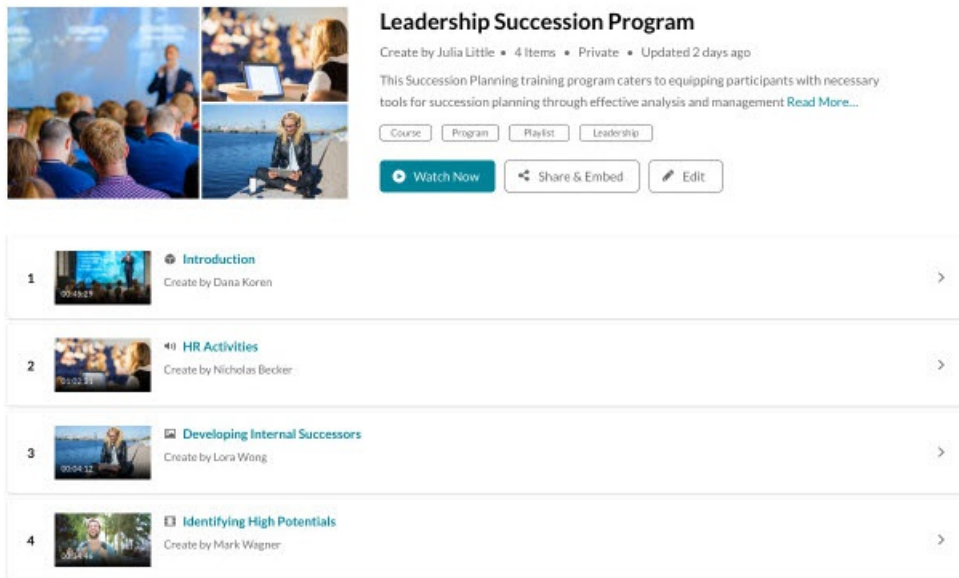 Leadership Succession Program
Create by Julia Little • 4 Items • Private • Updated 2 days ago
This Succession Planning training program caters to equipping participants with necessary
tools for succession planning through effective analysis and management Read More...
Course Program Playlist Leadership
Watch Now Share & Embed Edit
1
Introduction
Create by Dana Koren
2
HR Activities
Create by Nicholas Becker
3
00:04:12
Developing Internal Successors
Create by Lora Wong
4
Identifying High Potentials
Create by Mark Wagner